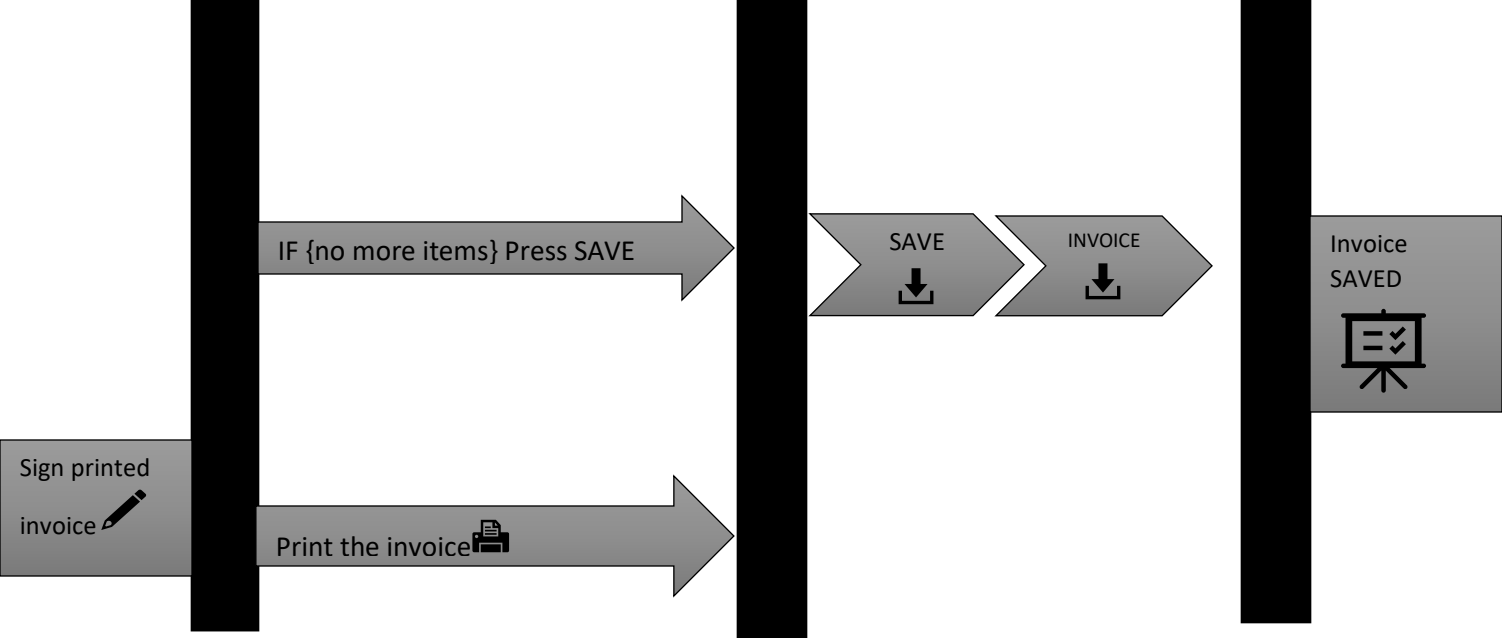 IF {no more items} Press SAVE
SAVE
INVOICE
Invoice
SAVED
Sign printed
invoice
Print the invoice